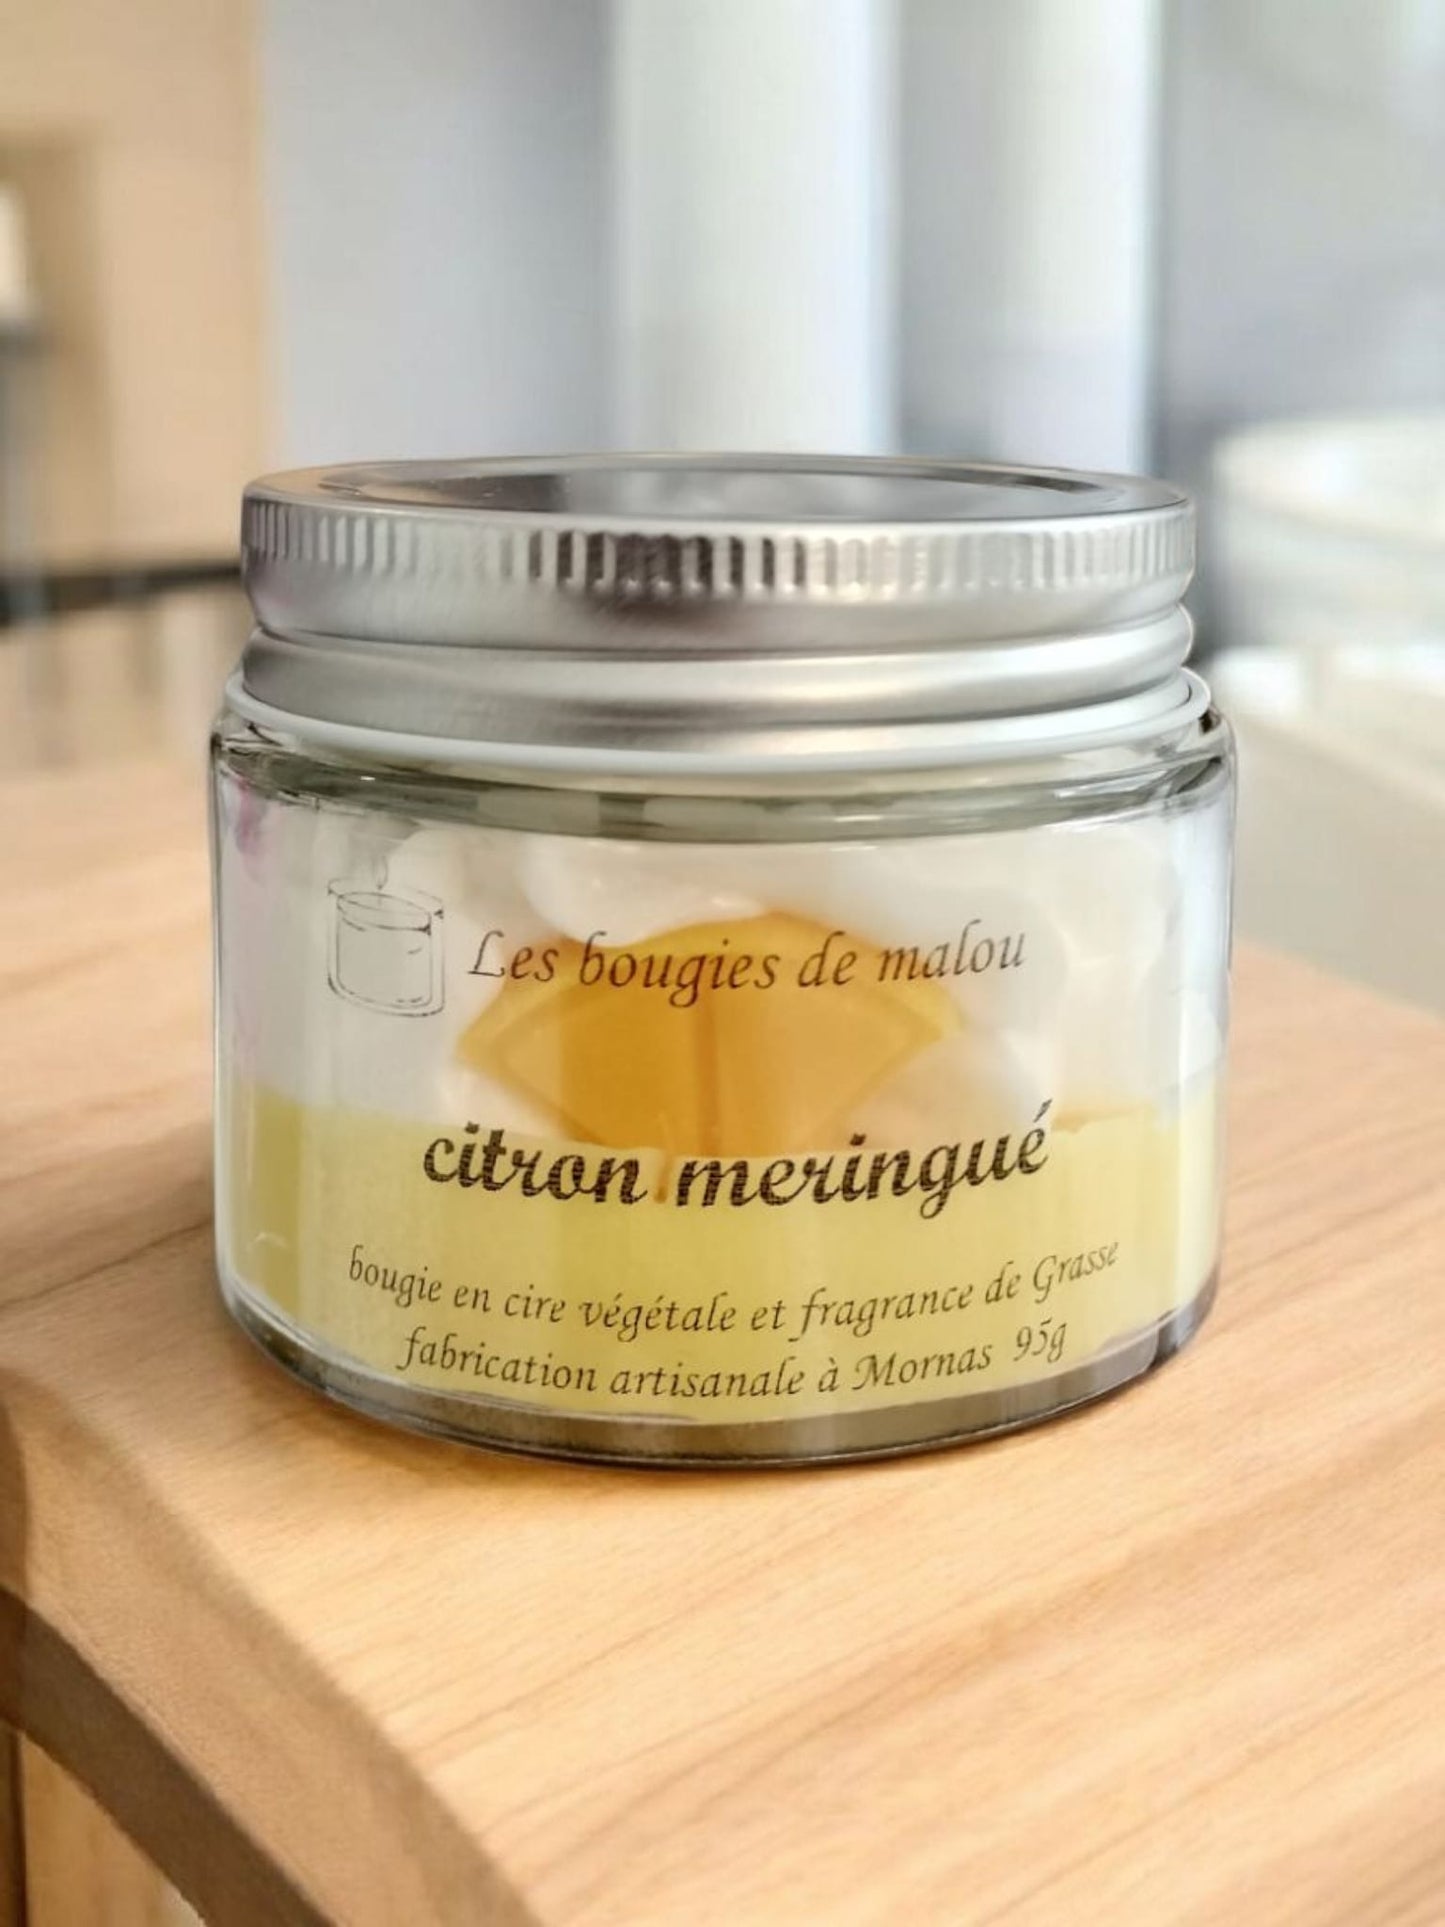 Les bougies de malou
citron meringué
bougie en cire végétale et fragrance de Grasse
fabrication artisanale à Mornas 95g